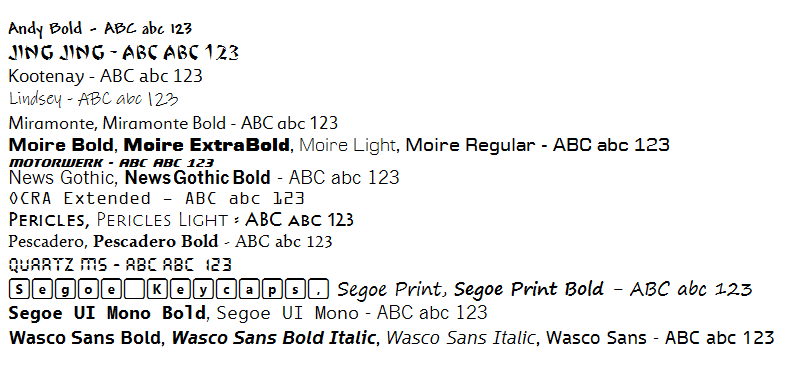 Andy Bold - ABC abc 123
JING JING - ABC ABC 123
Kootenay - ABC abc 123
Lindsey - ABC abc 123
Miramonte, Miramonte Bold - ABC abc 123
Moire Bold, Moire ExtraBold, Moire Light, Moire Regular - ABC abc 123
MOTORWERK - ABC ABC 123
News Gothic, News Gothic Bold - ABC abc 123
OCRA Extended - ABC abc 123
PERICLES, PERICLES LIGHT : ABC ABC 123
Pescadero, Pescadero Bold - ABC abc 123
QUARTZ MS - ABC ABC 123
Segoe Keycaps, Segoe Print, Segoe Print Bold - ABC abc 123
Segoe UI Mono Bold, Segoe UI Mono - ABC abc 123
Wasco Sans Bold, Wasco Sans Bold Italic, Wasco Sans Italic, Wasco Sans - ABC abc 123